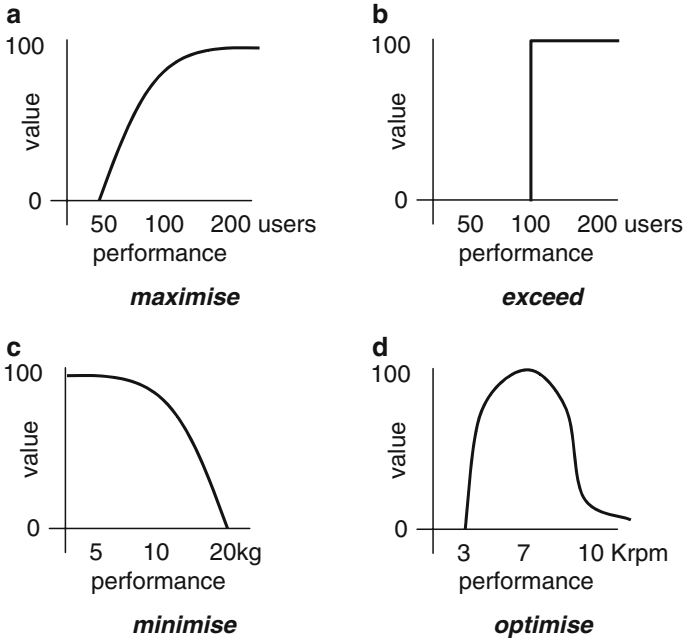 a
100
value
0
50 100 200 users
performance
maximise
b
100
value
0
50 100 200 users
performance
exceed
c
100
value
0
5 10 20kg
performance
minimise
d
100
value
0
3 7 10 Krpm
performance
optimise